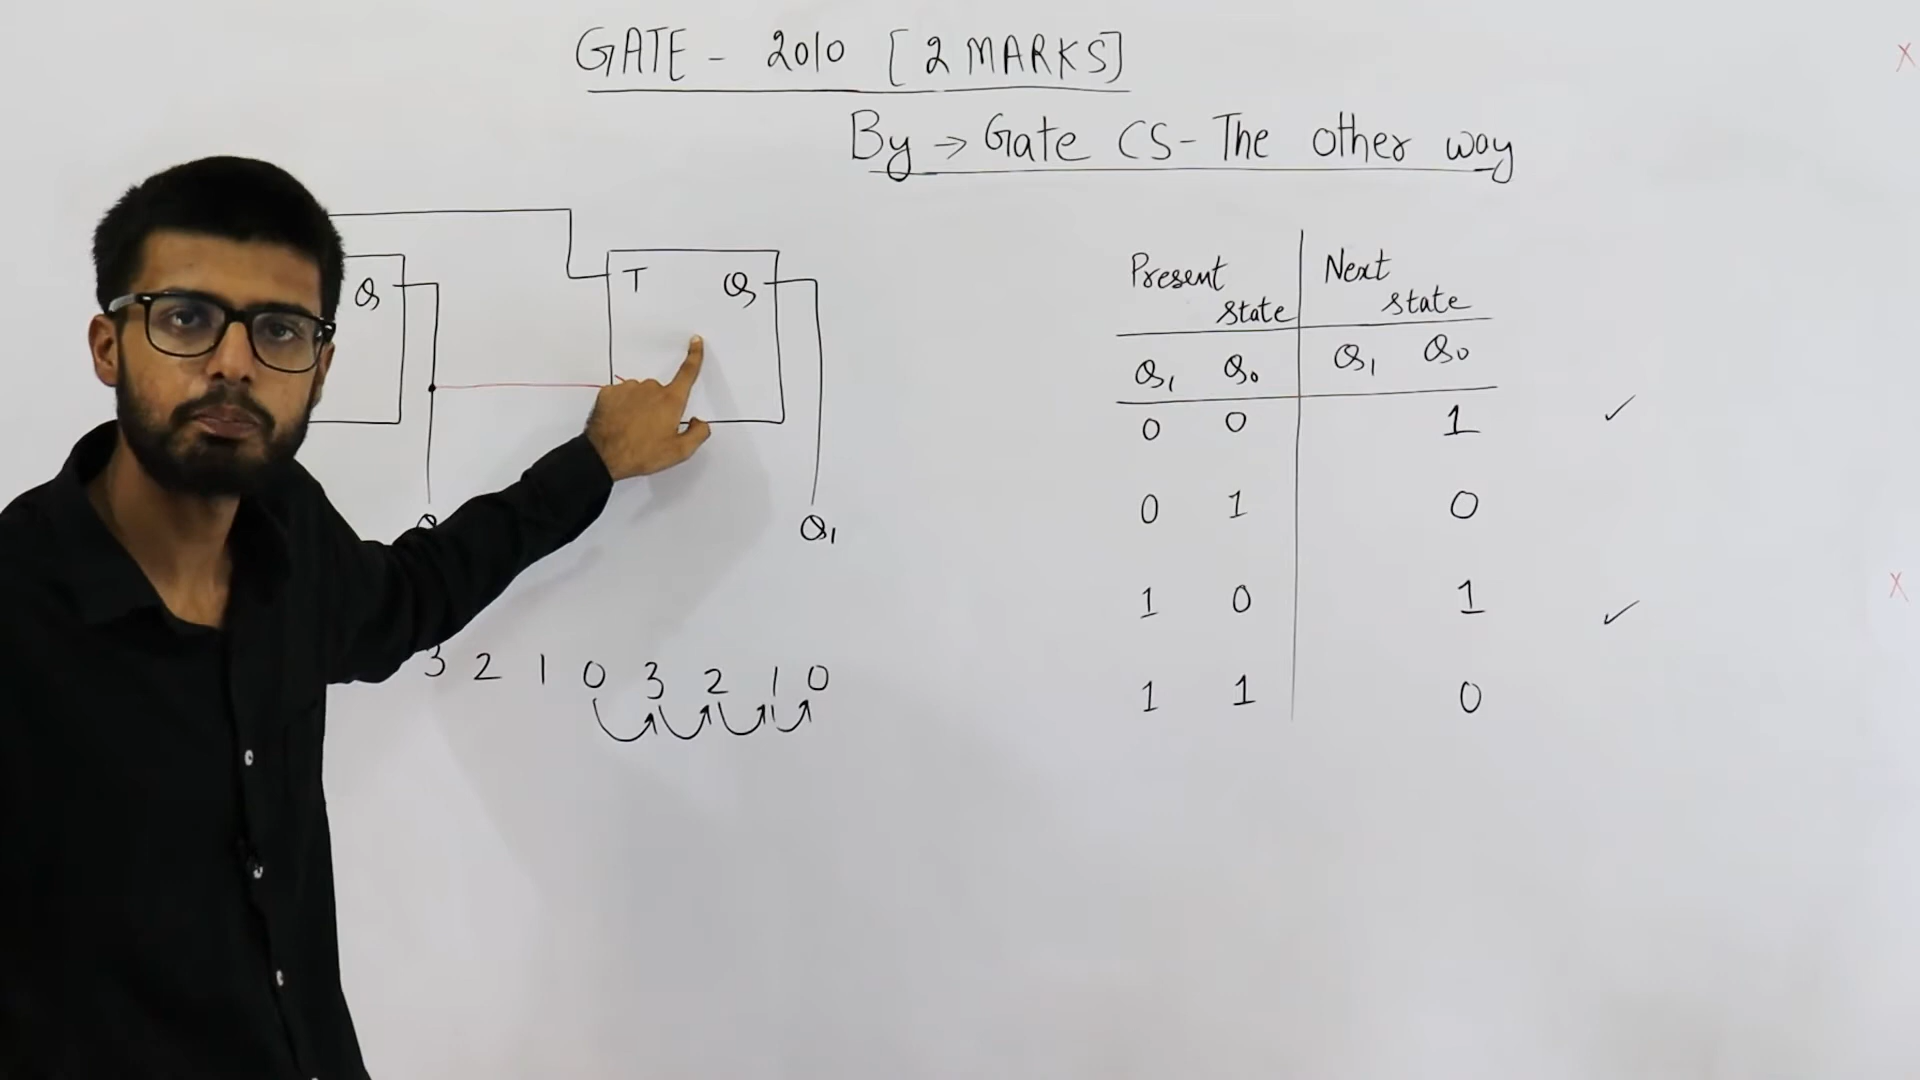 GATE - 2010 [2 MARKS]
By → Gate CS - The other way
T Q
Q
Q1
3 2 1 0 3 2 1 0
Present state Next state
Q1 Q0 Q1 Q0
0 0 1 ✓
0 1 0
1 0 1 ✓
1 1 0
X
X